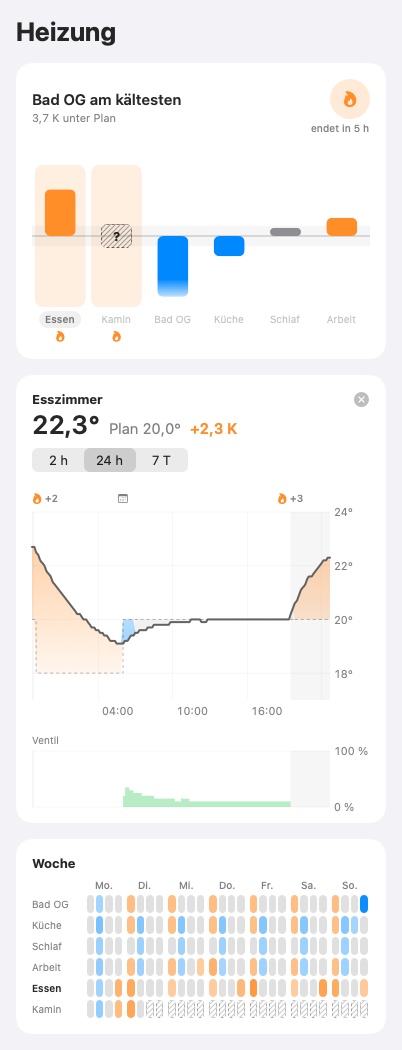 Heizung
Bad OG am kältesten
3,7 K unter Plan
endet in 5 h
?
Essen Kamin Bad OG Küche Schlaf Arbeit
Esszimmer
22,3° Plan 20,0° +2,3 K
2 h 24 h 7 T
+2 +3
24°
22°
20°
18°
04:00 10:00 16:00
Ventil
100 %
0 %
Woche
Mo. Di. Mi. Do. Fr. Sa. So.
Bad OG
Küche
Schlaf
Arbeit
Essen
Kamin